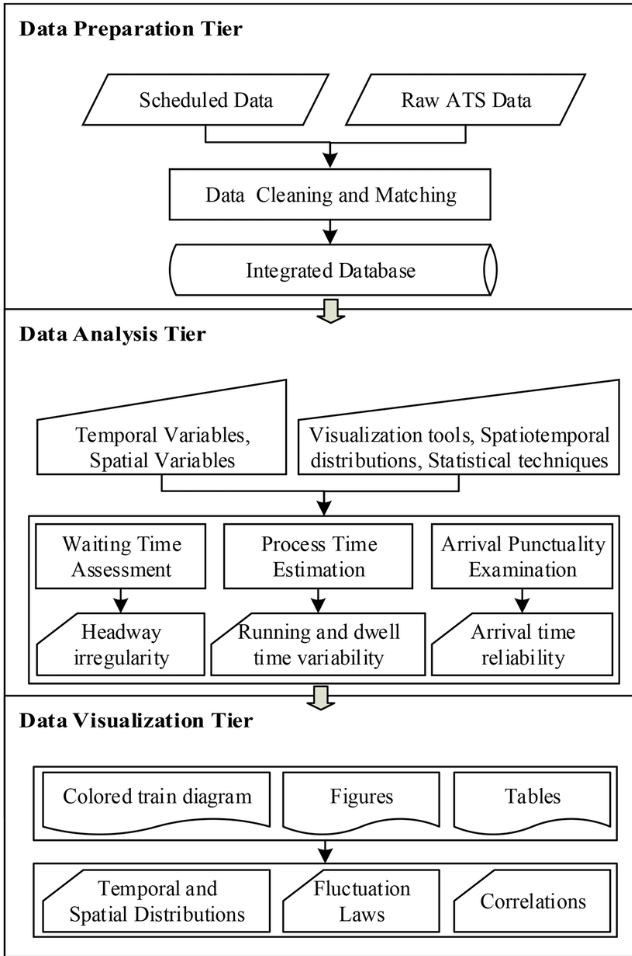 Data Preparation Tier
Scheduled Data
Raw ATS Data
Data Cleaning and Matching
Integrated Database
Data Analysis Tier
Temporal Variables,
Spatial Variables
Visualization tools, Spatiotemporal
distributions, Statistical techniques
Waiting Time
Assessment
Process Time
Estimation
Arrival Punctuality
Examination
Headway
irregularity
Running and dwell
time variability
Arrival time
reliability
Data Visualization Tier
Colored train diagram
Figures
Tables
Temporal and
Spatial Distributions
Fluctuation
Laws
Correlations